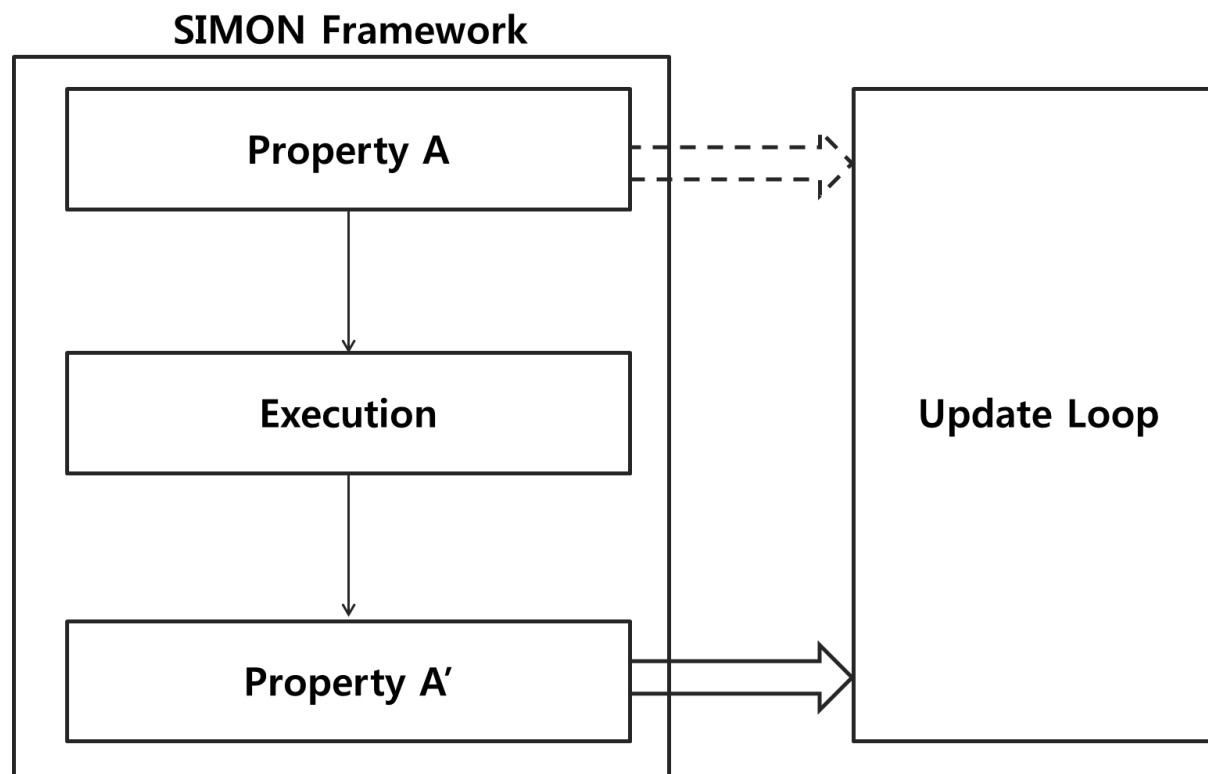 SIMON Framework
Property A
Execution
Update Loop
Property A’